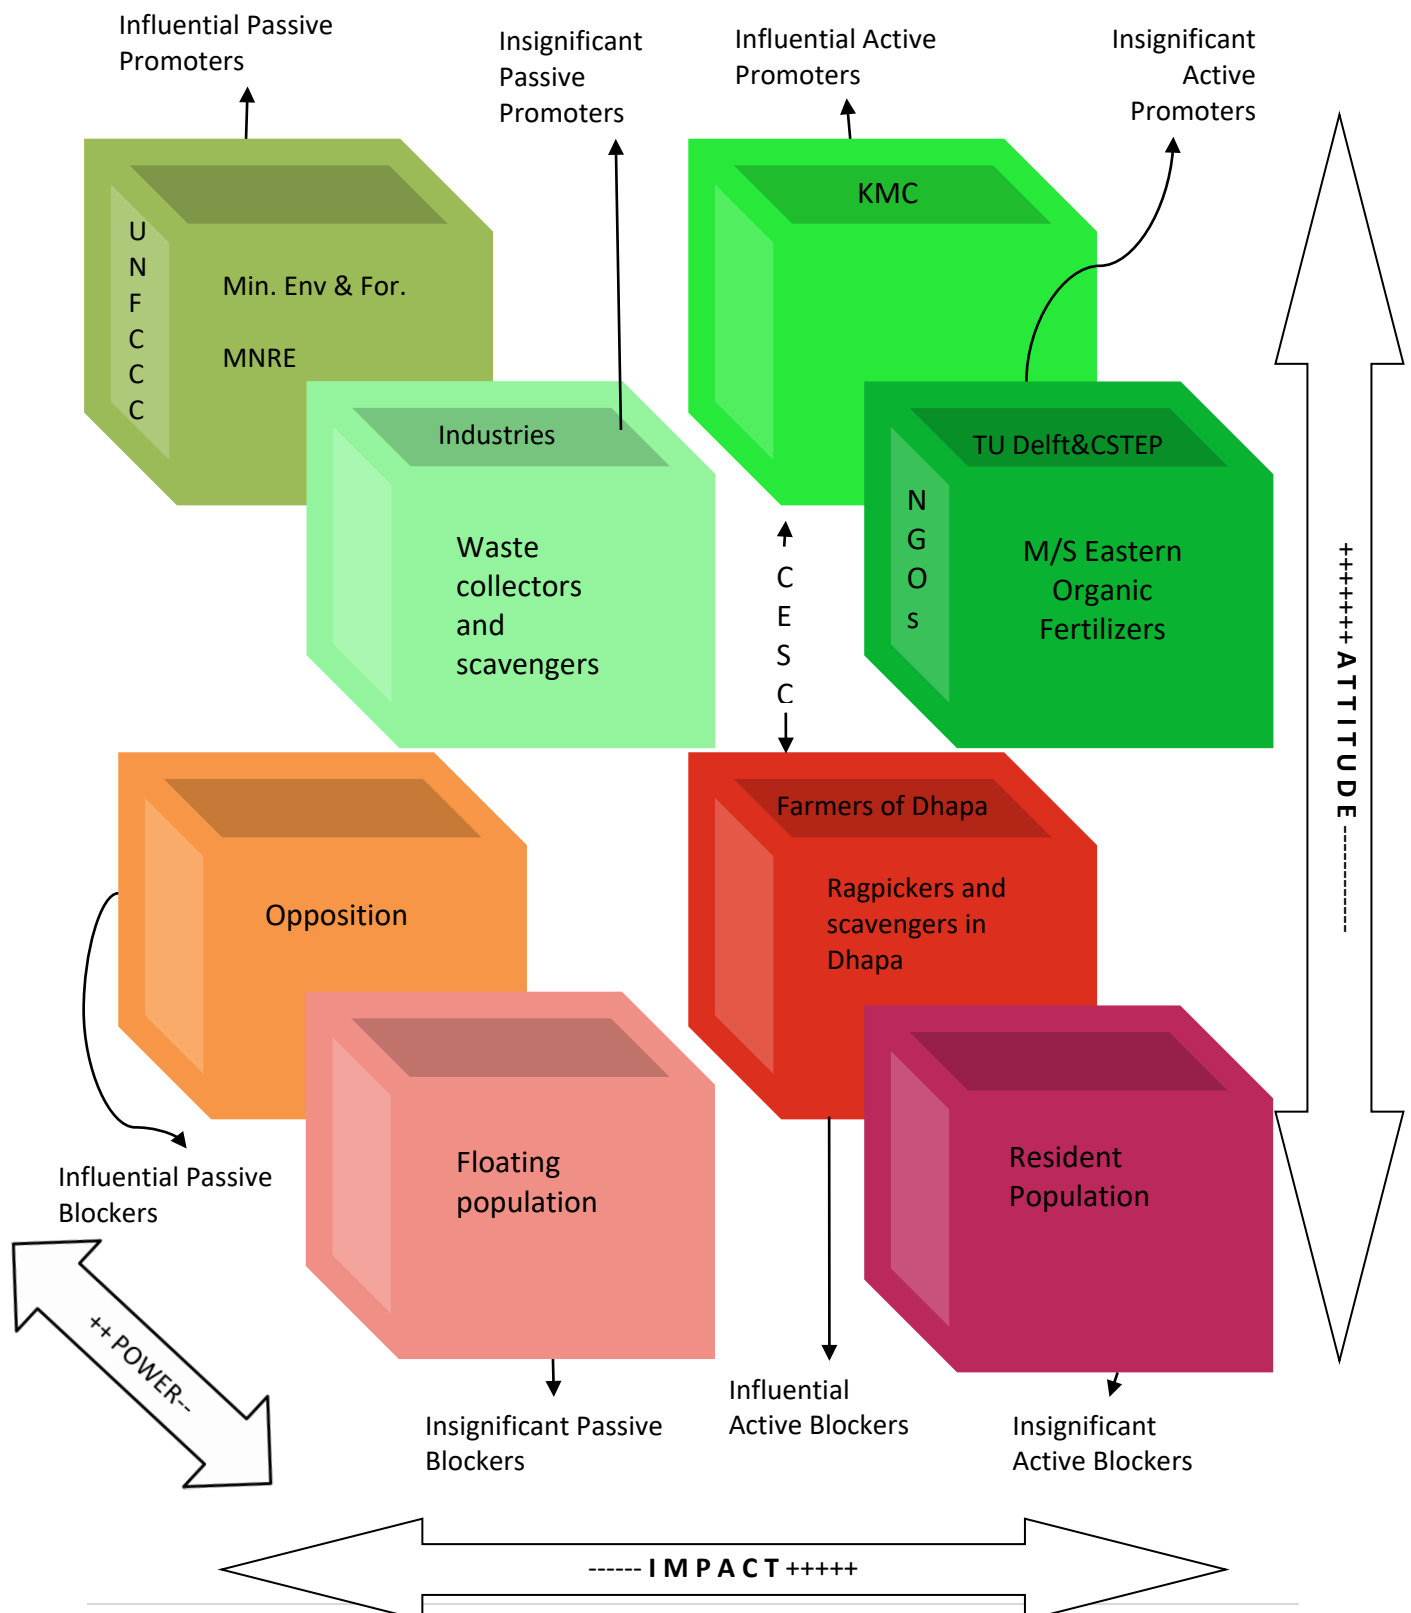 Influential Passive
Promoters
Insignificant
Passive
Promoters
Influential Active
Promoters
Insignificant
Active
Promoters
U
N
F
C
C
C
Min. Env & For.
MNRE
KMC
Industries
Waste
collectors
and
scavengers
C
E
S
C
TU Delft&CSTEP
N
G
O
s
M/S Eastern
Organic
Fertilizers
+++++++ A T T I T U D E -----------
Opposition
Farmers of Dhapa
Ragpickers and
scavengers in
Dhapa
Floating
population
Resident
Population
Influential Passive
Blockers
++ POWER--
Insignificant Passive
Blockers
Influential
Active Blockers
Insignificant
Active Blockers
------ I M P A C T +++++